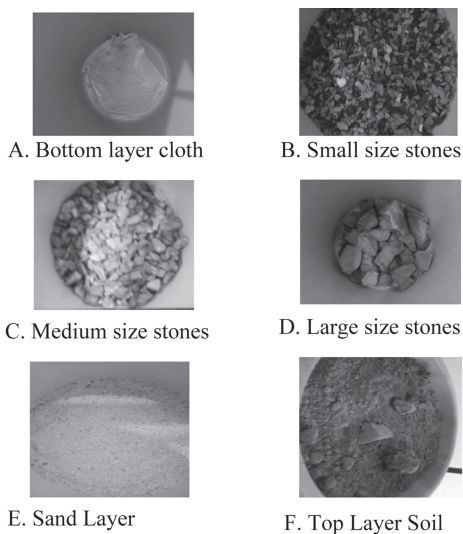 A. Bottom layer cloth
B. Small size stones
C. Medium size stones
D. Large size stones
E. Sand Layer
F. Top Layer Soil